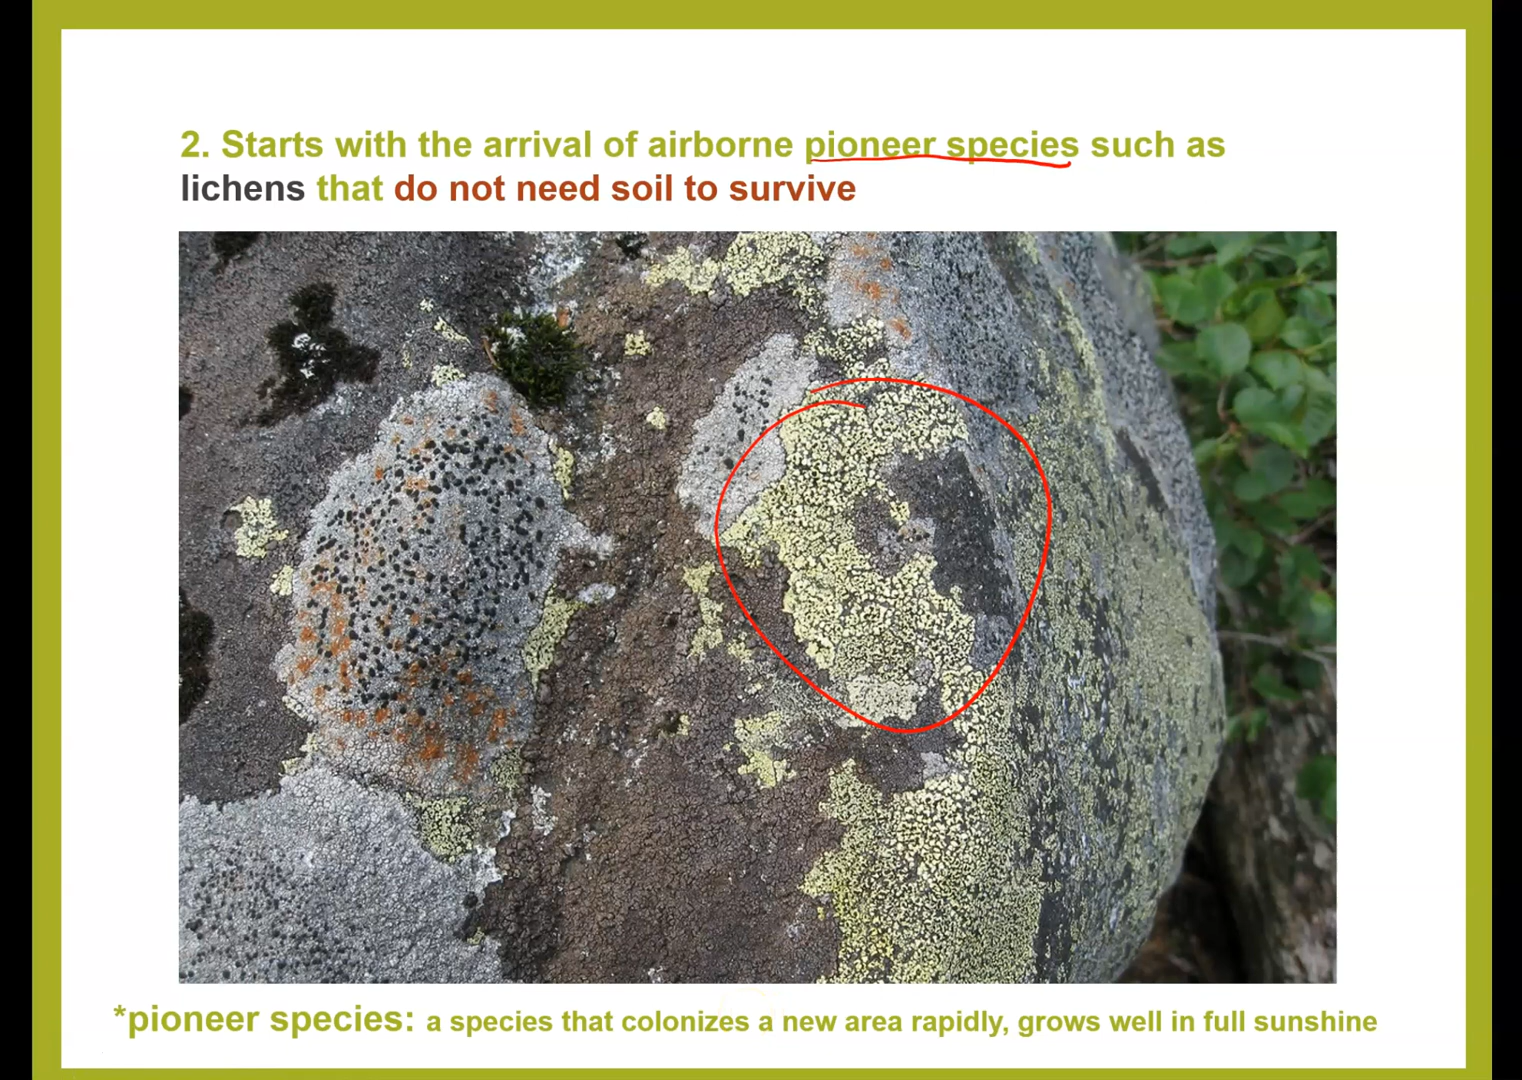 2. Starts with the arrival of airborne pioneer species such as
lichens that do not need soil to survive
*pioneer species: a species that colonizes a new area rapidly, grows well in full sunshine